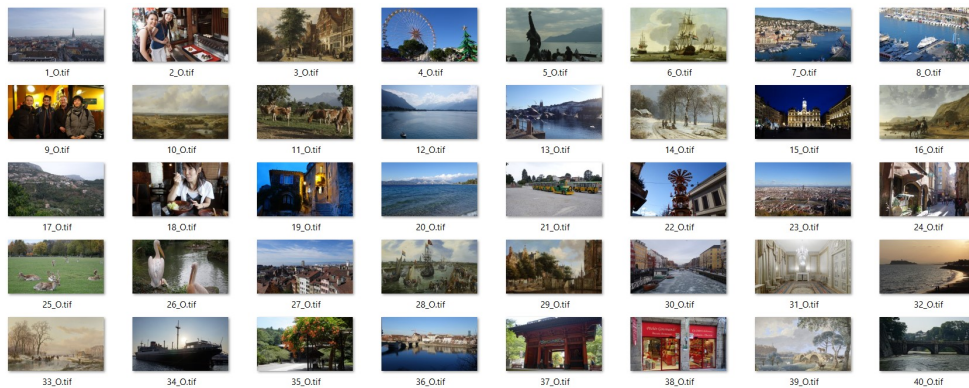 1_O.tif 2_O.tif 3_O.tif 4_O.tif 5_O.tif 6_O.tif 7_O.tif 8_O.tif
9_O.tif 10_O.tif 11_O.tif 12_O.tif 13_O.tif 14_O.tif 15_O.tif 16_O.tif
17_O.tif 18_O.tif 19_O.tif 20_O.tif 21_O.tif 22_O.tif 23_O.tif 24_O.tif
25_O.tif 26_O.tif 27_O.tif 28_O.tif 29_O.tif 30_O.tif 31_O.tif 32_O.tif
33_O.tif 34_O.tif 35_O.tif 36_O.tif 37_O.tif 38_O.tif 39_O.tif 40_O.tif